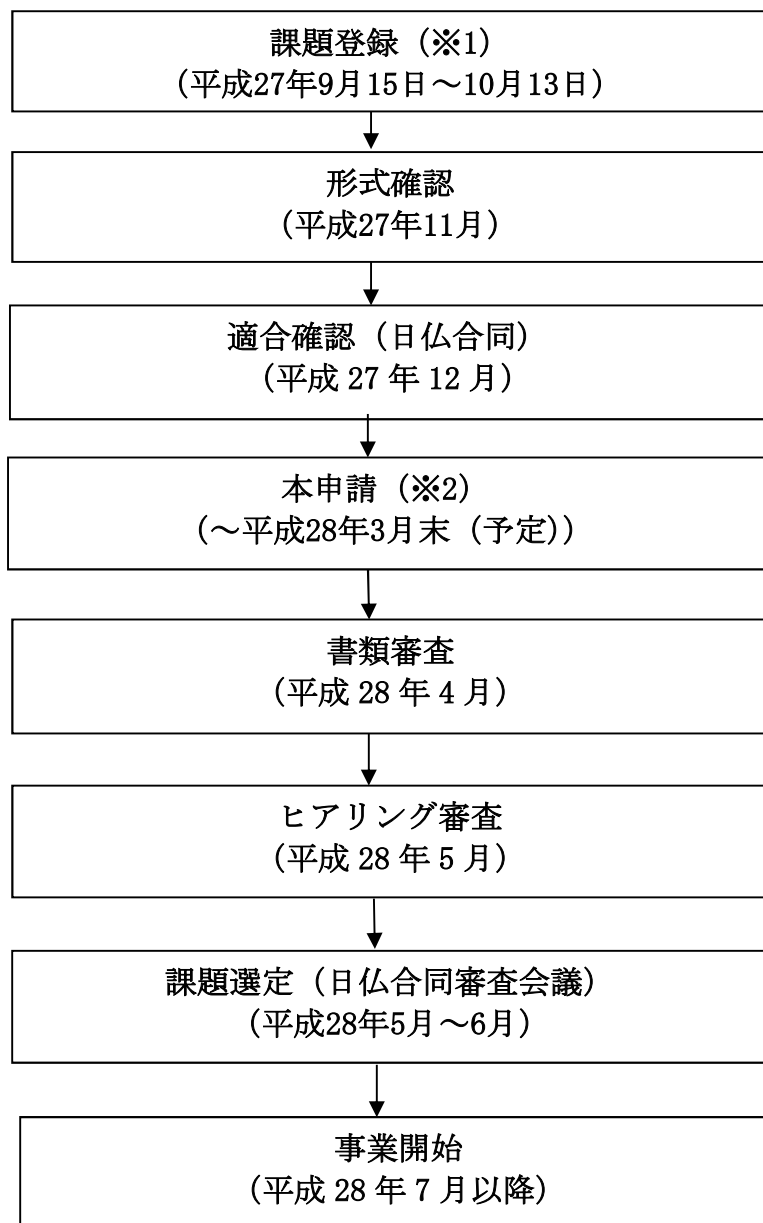 課題登録（※1）
（平成27年9月15日～10月13日）
形式確認
（平成27年11月）
適合確認（日仏合同）
（平成 27 年 12 月）
本申請（※2）
（～平成28年3月末（予定））
書類審査
（平成 28 年 4 月）
ヒアリング審査
（平成 28 年 5 月）
課題選定（日仏合同審査会議）
（平成28年5月～6月）
事業開始
（平成 28 年 7 月以降）